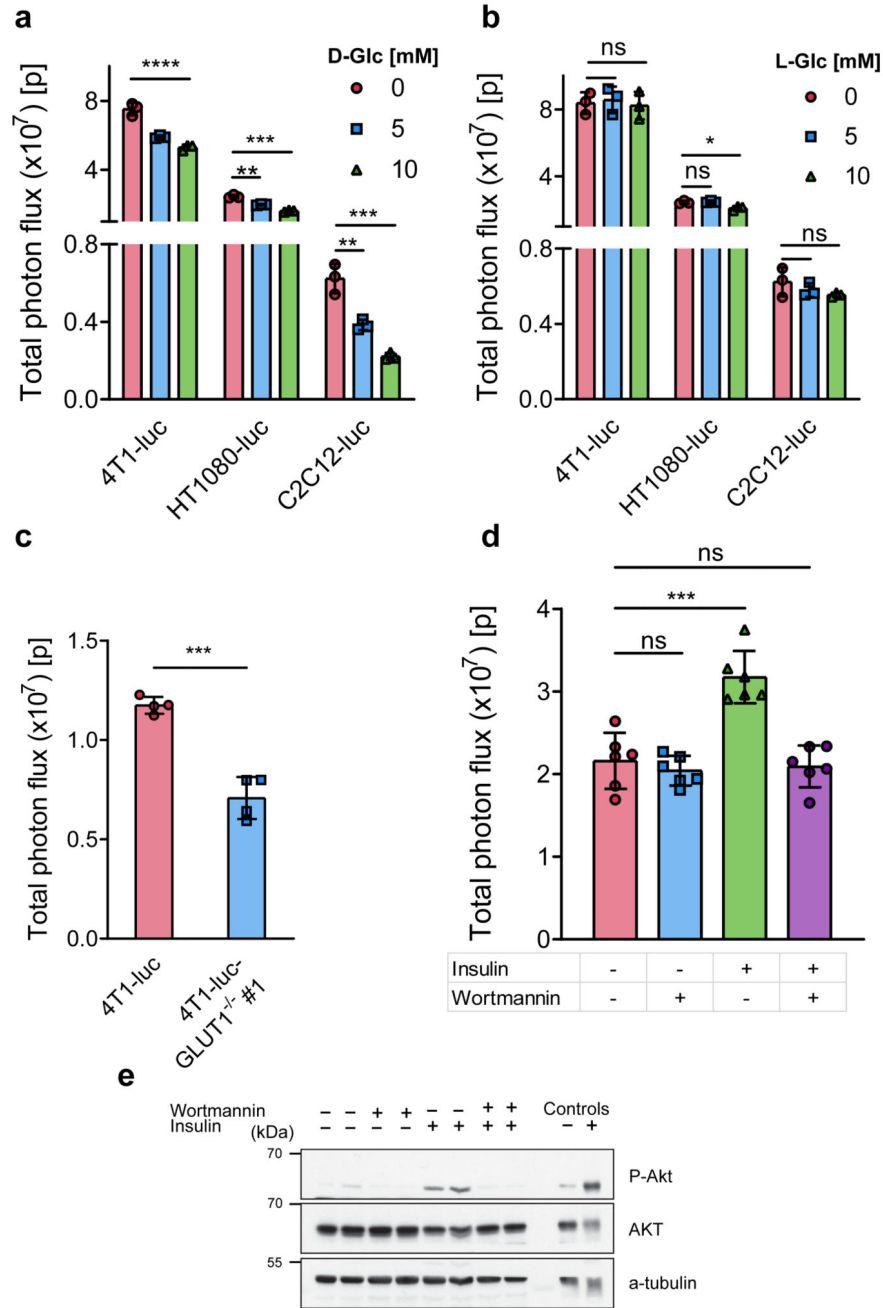 a
D-Glc [mM]
0
5
10
****
***
**
***
**
Total photon flux (x10⁷) [p]
8
4
0.8
0.4
0.0
4T1-luc
HT1080-luc
C2C12-luc
b
L-Glc [mM]
0
5
10
ns
*
ns
ns
Total photon flux (x10⁷) [p]
8
4
0.8
0.4
0.0
4T1-luc
HT1080-luc
C2C12-luc
c
***
Total photon flux (x10⁷) [p]
1.5
1.0
0.5
0.0
4T1-luc
4T1-luc-
GLUT1⁻/⁻ #1
d
ns
***
ns
Total photon flux (x10⁷) [p]
4
3
2
1
0
Insulin - - + +
Wortmannin - + - +
e
Wortmannin - - + + - - + + Controls
Insulin (kDa) - - - - + + + + - +
70
P-Akt
70
AKT
55
a-tubulin